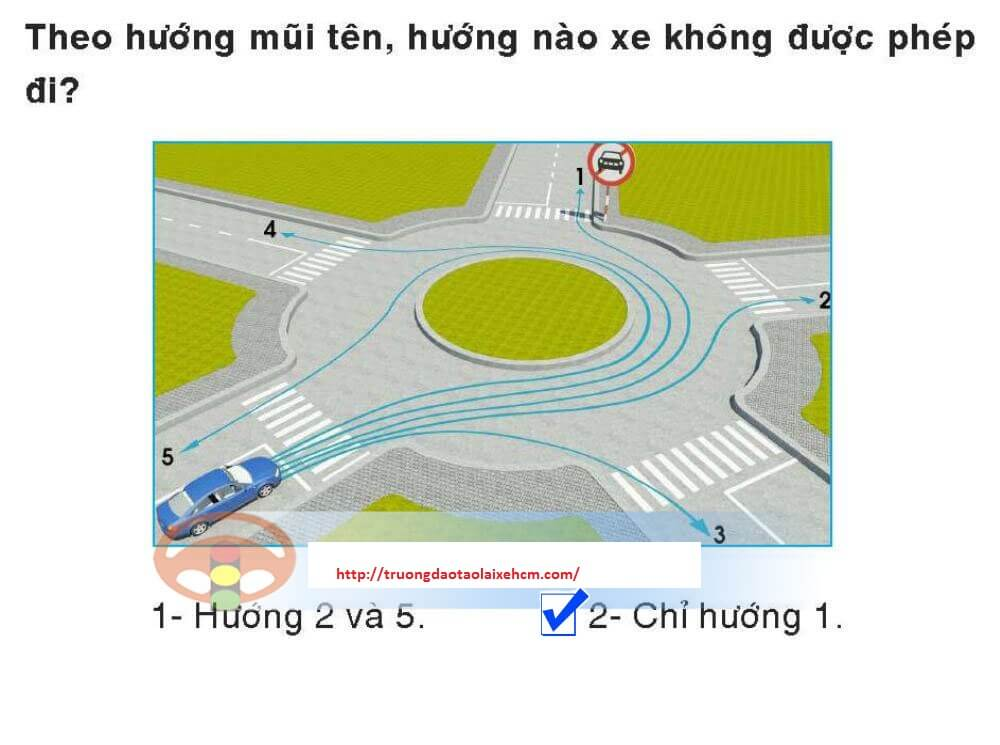 Theo hướng mũi tên, hướng nào xe không được phép
đi?
1
4
2
5
3
http://truongdaotaolaixehcm.com/
1- Hướng 2 và 5. 2- Chỉ hướng 1.